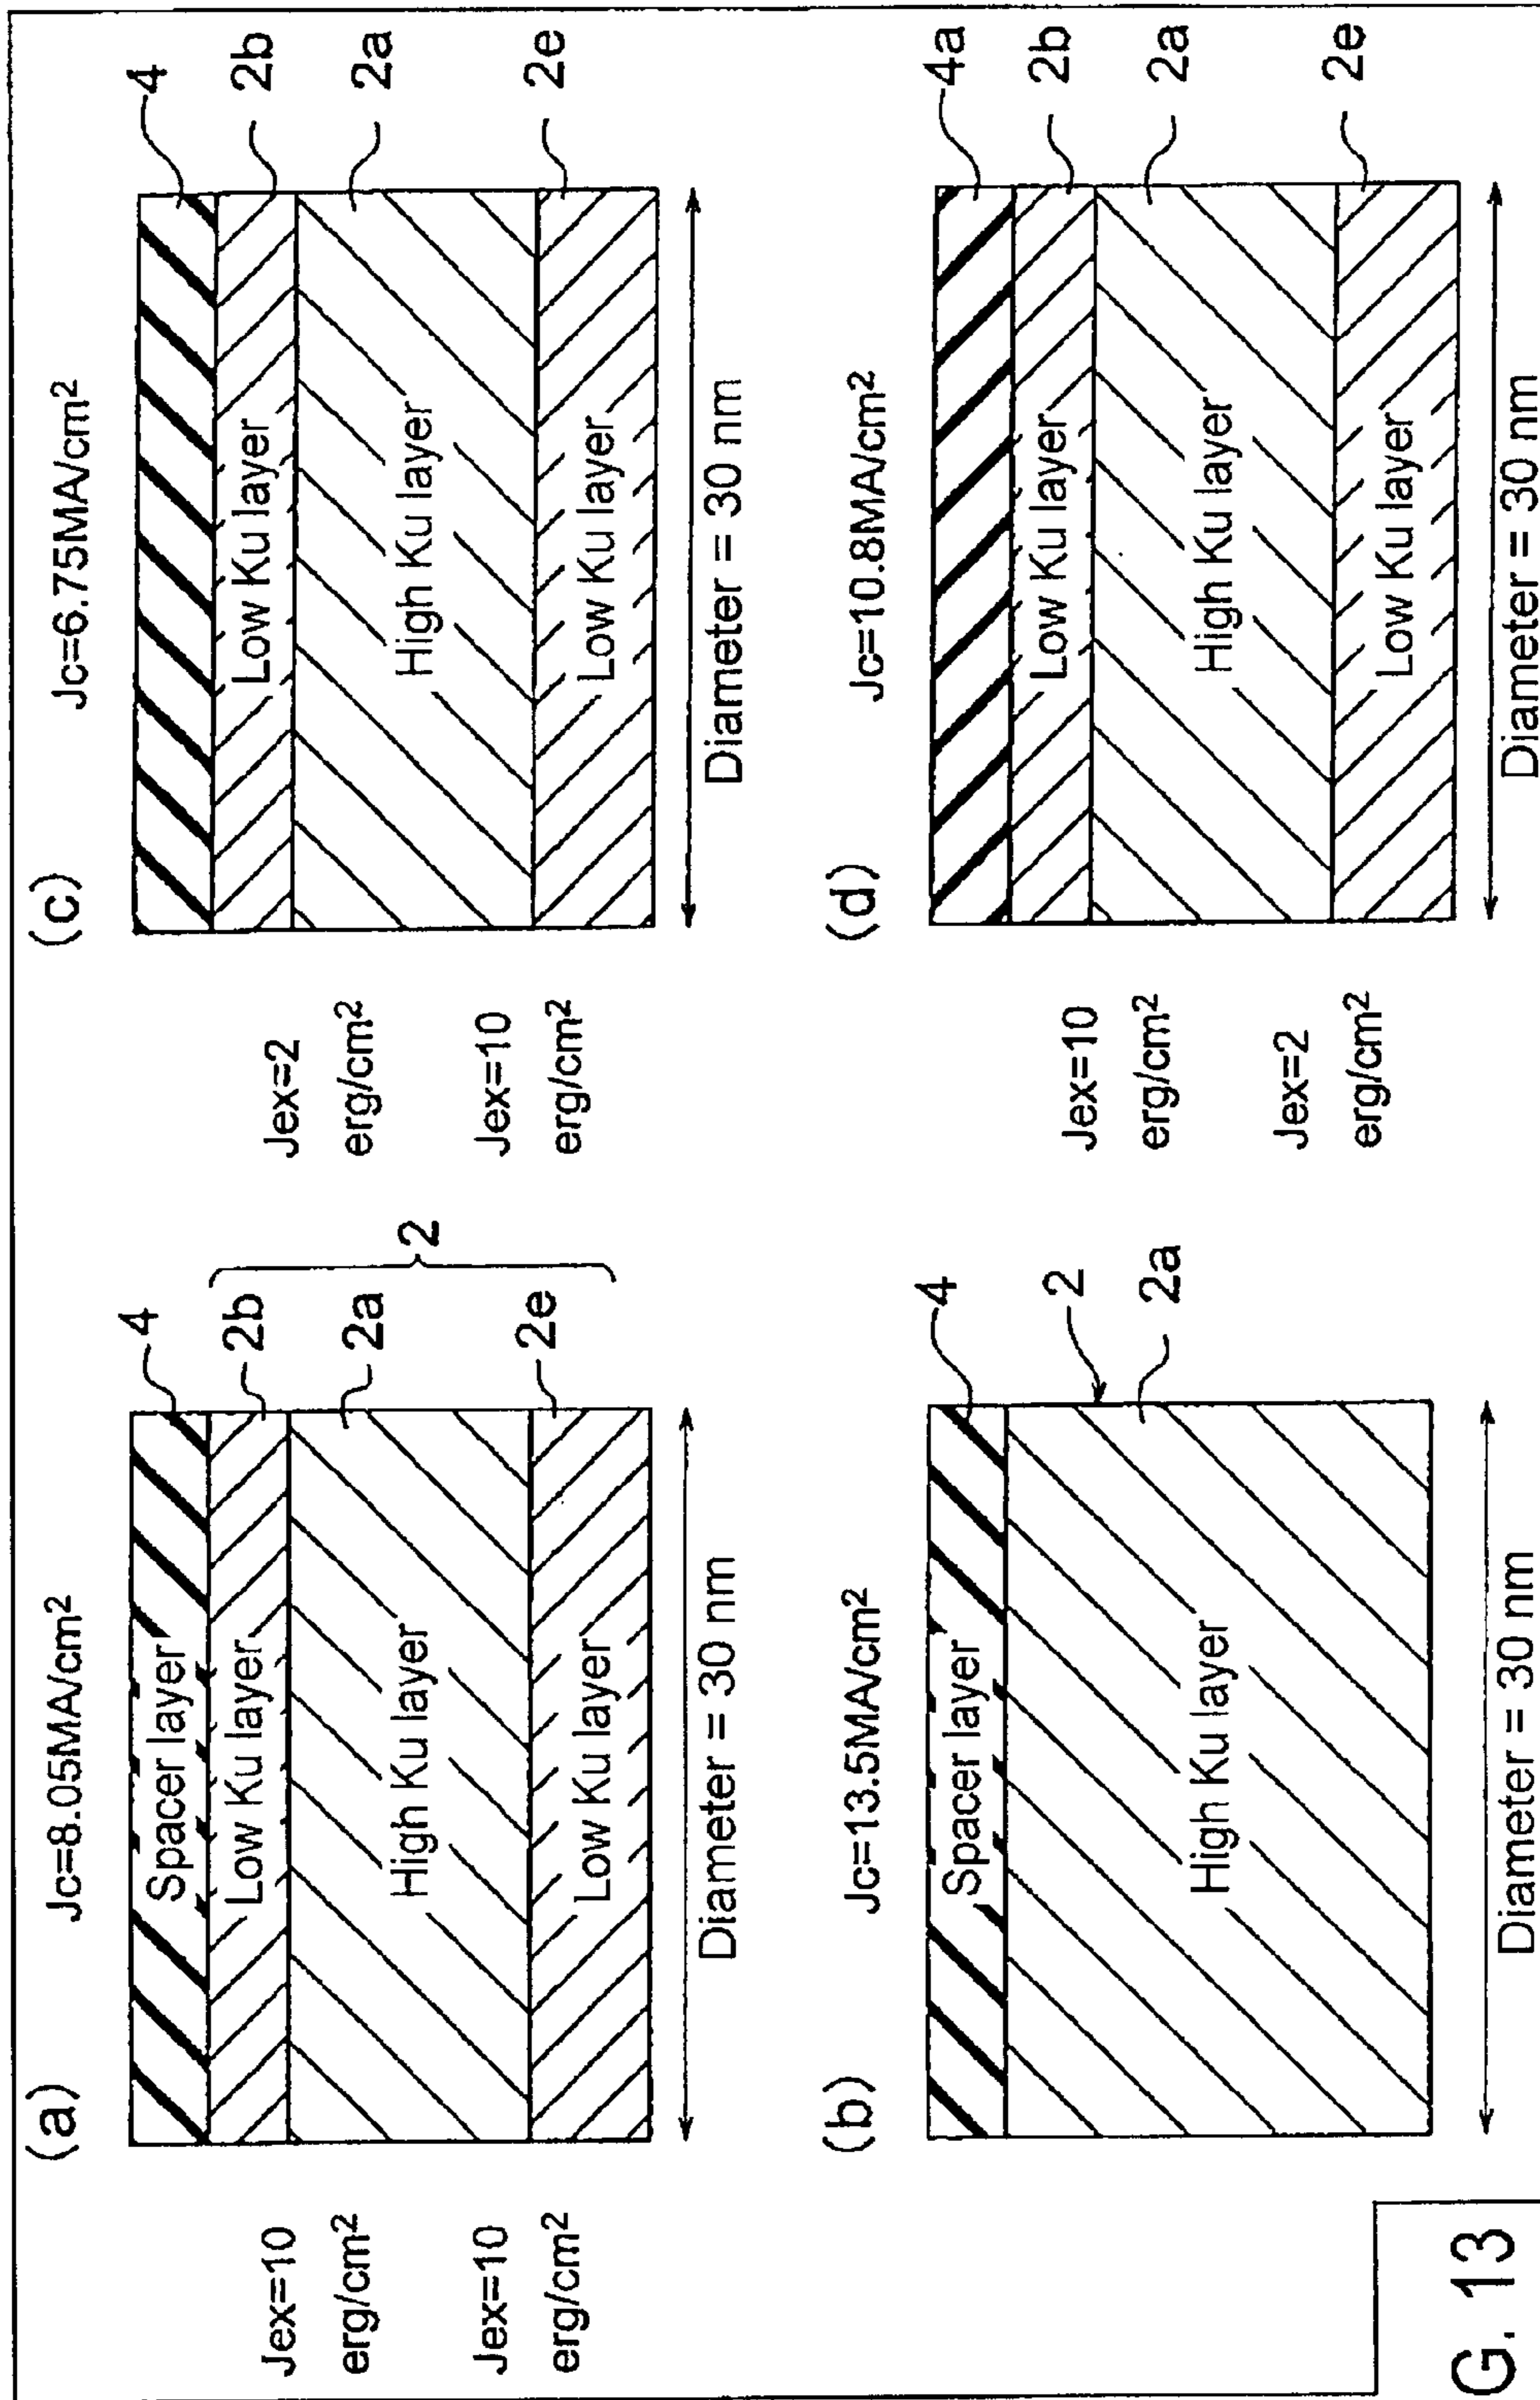 (a)
Jc=8.05MA/cm²
Jex=10
erg/cm²
Jex=10
erg/cm²
Spacer layer
Low Ku layer
High Ku layer
Low Ku layer
4
2b
2a
2e
2
Diameter = 30 nm
(c)
Jc=6.75MA/cm²
Jex=2
erg/cm²
Jex=10
erg/cm²
Low Ku layer
High Ku layer
Low Ku layer
4
2b
2a
2e
Diameter = 30 nm
(b)
Jc=13.5MA/cm²
Spacer layer
High Ku layer
4
2
2a
Diameter = 30 nm
(d)
Jc=10.8MA/cm²
Jex=10
erg/cm²
Jex=2
erg/cm²
Low Ku layer
High Ku layer
Low Ku layer
4a
2b
2a
2e
Diameter = 30 nm
G. 13